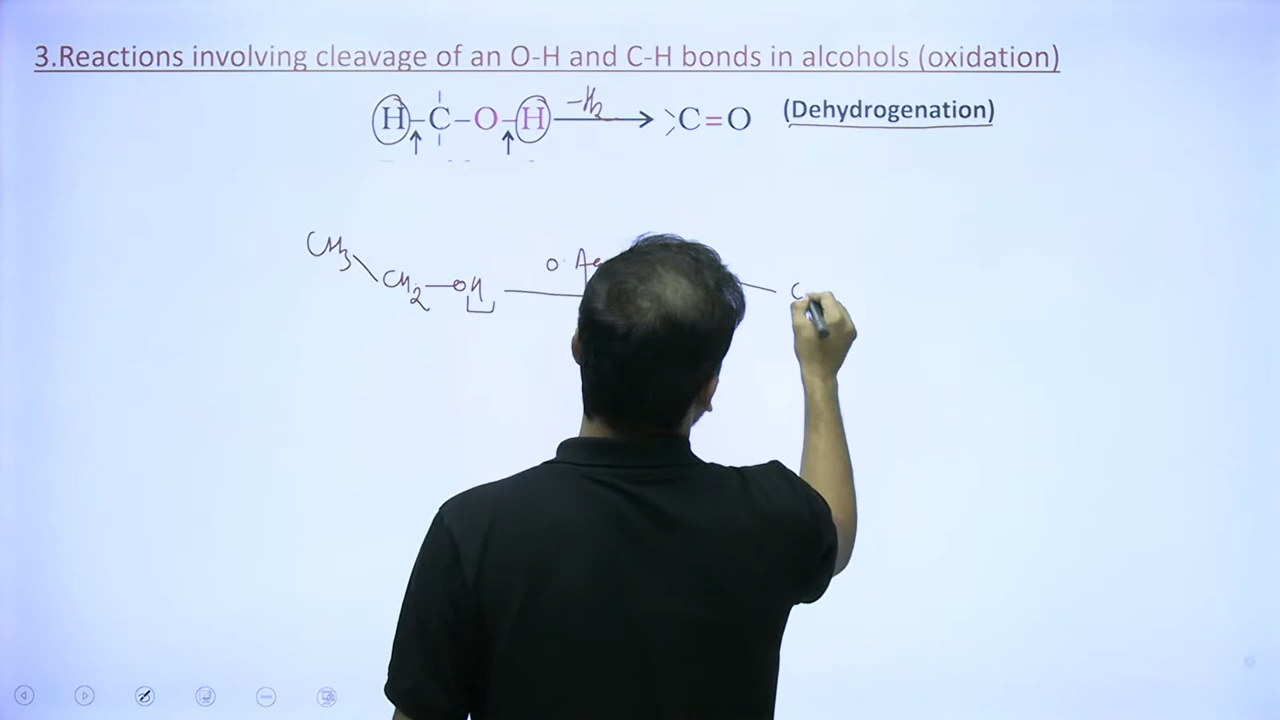 3.Reactions involving cleavage of an O-H and C-H bonds in alcohols (oxidation)
H–C–O–H –H2 → C=O (Dehydrogenation)
CH3
CH2–OH